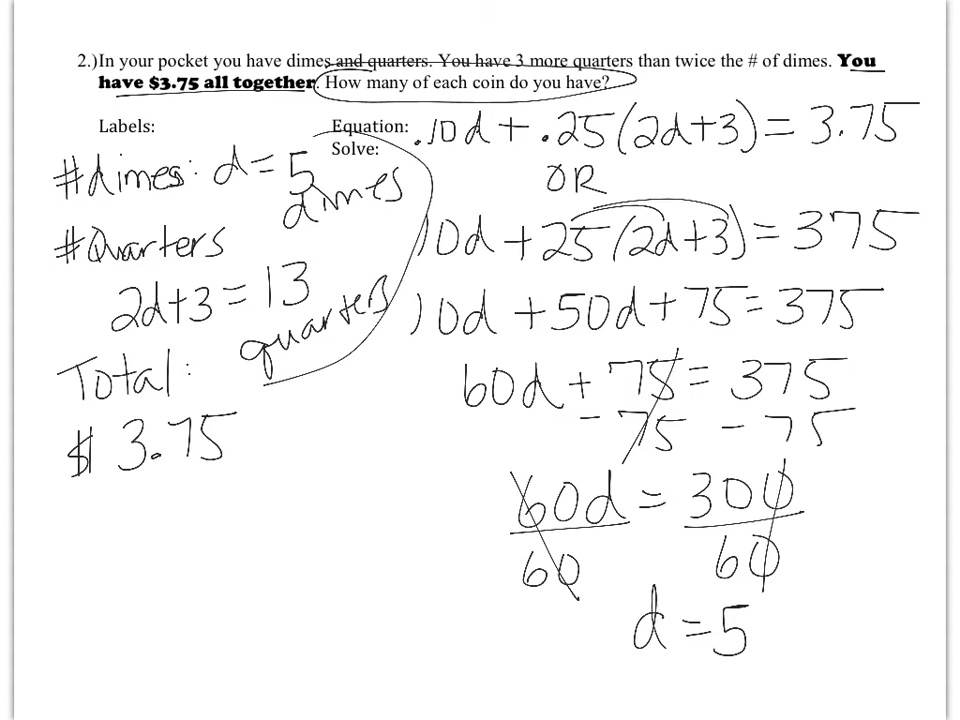 2.)In your pocket you have dimes and quarters. You have 3 more quarters than twice the # of dimes. You
have $3.75 all together. How many of each coin do you have?
Labels:
#dimes: d = 5
dimes
#Quarters
2d+3 = 13
quarters
Total:
$ 3.75
Equation:
Solve:
.10d + .25(2d+3) = 3.75
OR
10d + 25(2d+3) = 375
10d + 50d + 75 = 375
60d + 75 = 375
- 75 - 75
60d = 300
60 60
d = 5